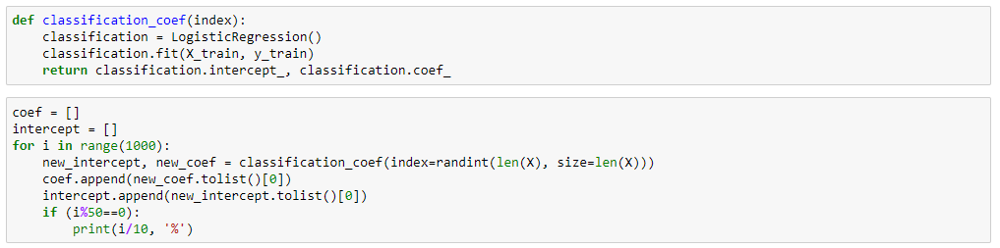 def classification_coef(index):
    classification = LogisticRegression()
    classification.fit(X_train, y_train)
    return classification.intercept_, classification.coef_
coef = []
intercept = []
for i in range(1000):
    new_intercept, new_coef = classification_coef(index=randint(len(X), size=len(X)))
    coef.append(new_coef.tolist()[0])
    intercept.append(new_intercept.tolist()[0])
    if (i%50==0):
        print(i/10, '%')